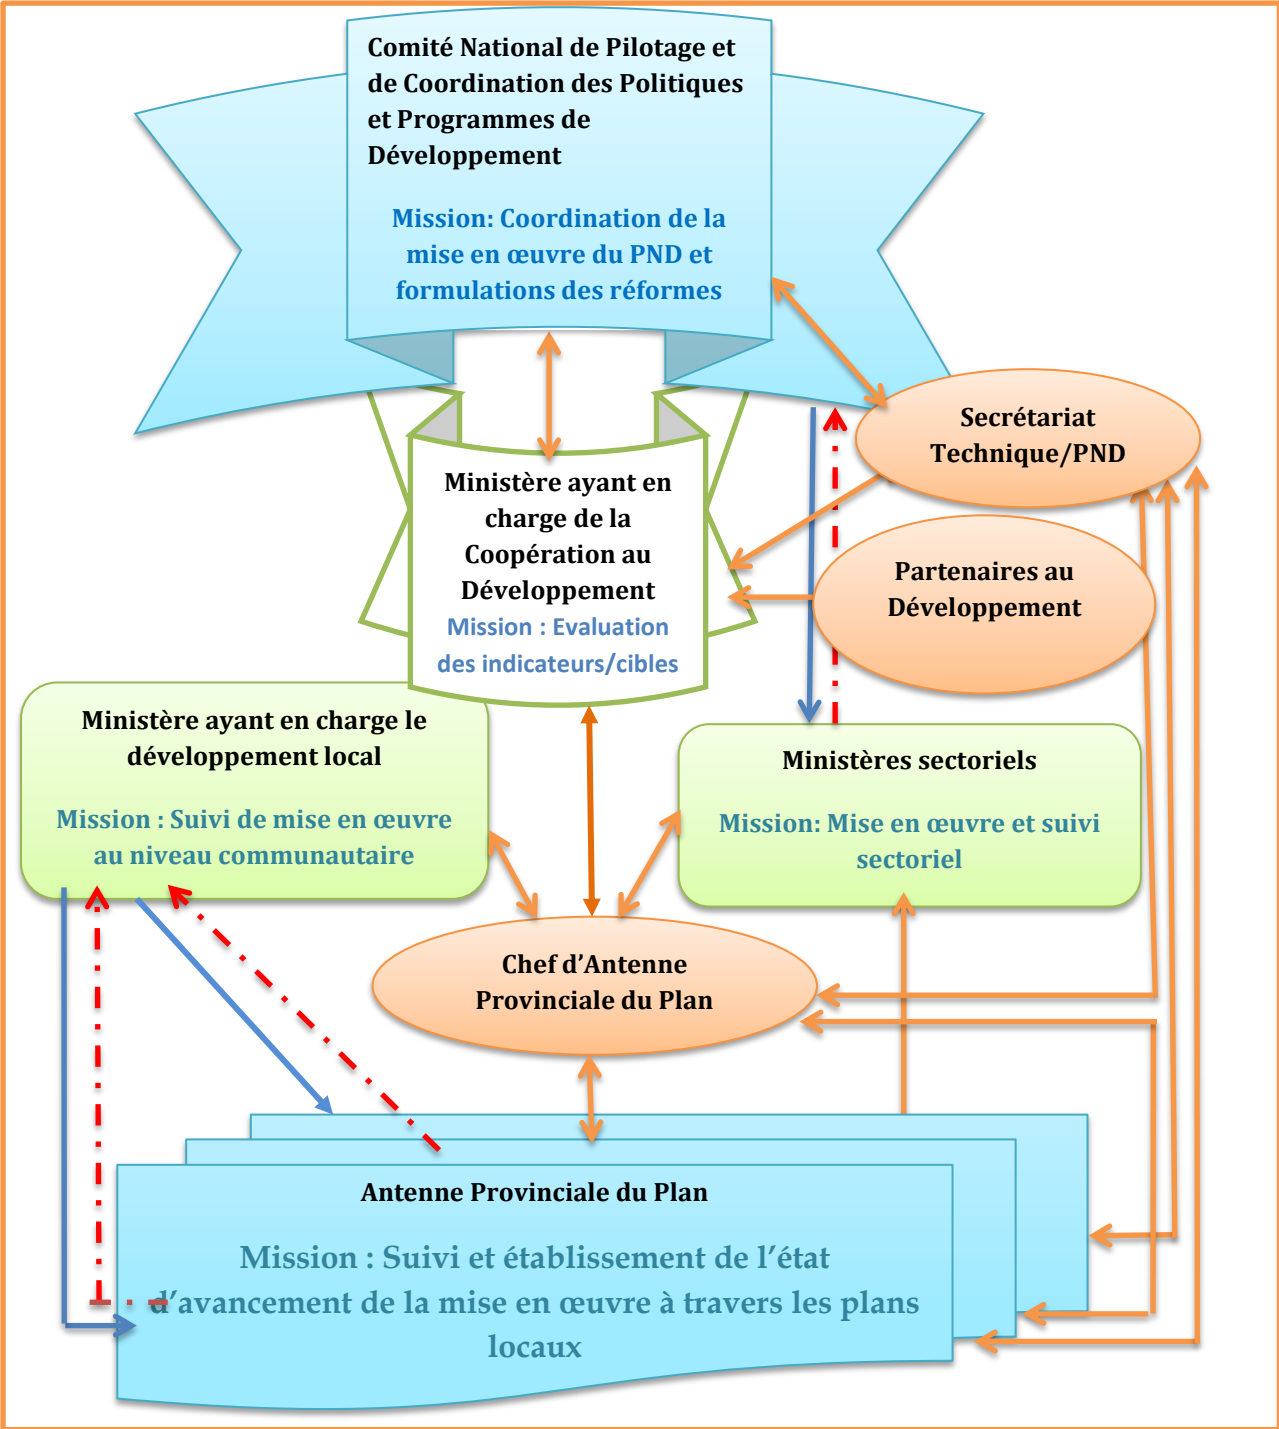 Comité National de Pilotage et
de Coordination des Politiques
et Programmes de
Développement
Mission: Coordination de la
mise en œuvre du PND et
formulations des réformes
Secrétariat
Technique/PND
Ministère ayant en
charge de la
Coopération au
Développement
Mission : Evaluation
des indicateurs/cibles
Partenaires au
Développement
Ministère ayant en charge le
développement local
Mission : Suivi de mise en œuvre
au niveau communautaire
Ministères sectoriels
Mission: Mise en œuvre et suivi
sectoriel
Chef d’Antenne
Provinciale du Plan
Antenne Provinciale du Plan
Mission : Suivi et établissement de l’état
d’avancement de la mise en œuvre à travers les plans
locaux